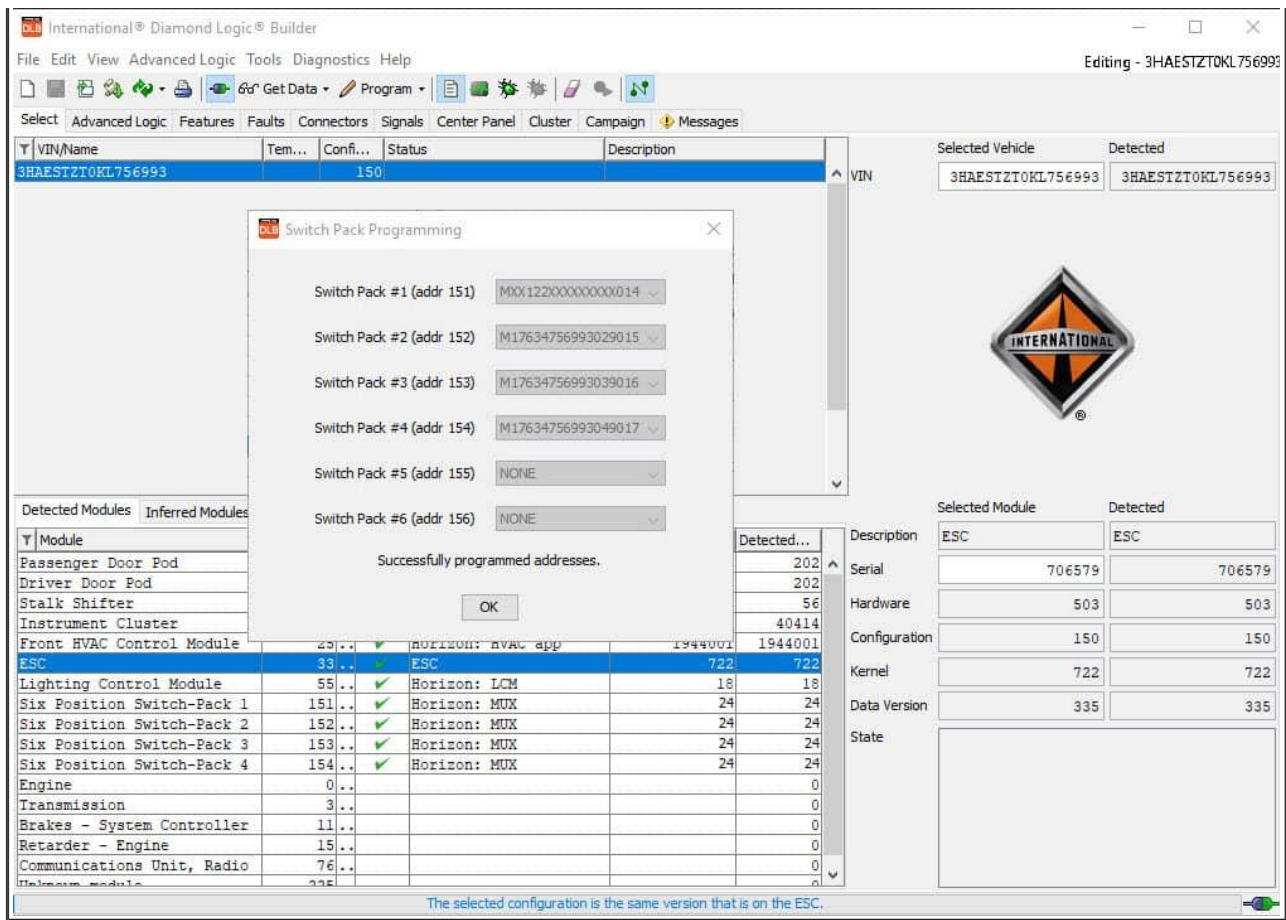 DLB International® Diamond Logic® Builder
File Edit View Advanced Logic Tools Diagnostics Help
Editing - 3HAESTZT0KL756993
Get Data Program
Select Advanced Logic Features Faults Connectors Signals Center Panel Cluster Campaign Messages
VIN/Name Tem... Confi... Status Description
3HAESTZT0KL756993 150
Selected Vehicle Detected
VIN 3HAESTZT0KL756993 3HAESTZT0KL756993
INTERNATIONAL
®
DLB Switch Pack Programming
Switch Pack #1 (addr 151) MXX122XXXXXXXXX014
Switch Pack #2 (addr 152) M17634756993029015
Switch Pack #3 (addr 153) M17634756993039016
Switch Pack #4 (addr 154) M17634756993049017
Switch Pack #5 (addr 155) NONE
Switch Pack #6 (addr 156) NONE
Successfully programmed addresses.
OK
Detected Modules Inferred Modules
Module Detected...
Passenger Door Pod 202
Driver Door Pod 202
Stalk Shifter 56
Instrument Cluster 40414
Front HVAC Control Module 25.. Horizon: HVAC app 1944001 1944001
ESC 33.. ESC 722 722
Lighting Control Module 55.. Horizon: LCM 18 18
Six Position Switch-Pack 1 151.. Horizon: MUX 24 24
Six Position Switch-Pack 2 152.. Horizon: MUX 24 24
Six Position Switch-Pack 3 153.. Horizon: MUX 24 24
Six Position Switch-Pack 4 154.. Horizon: MUX 24 24
Engine 0.. 0
Transmission 3.. 0
Brakes - System Controller 11.. 0
Retarder - Engine 15.. 0
Communications Unit, Radio 76.. 0
Unknown module
Selected Module Detected
Description ESC ESC
Serial 706579 706579
Hardware 503 503
Configuration 150 150
Kernel 722 722
Data Version 335 335
State
The selected configuration is the same version that is on the ESC.